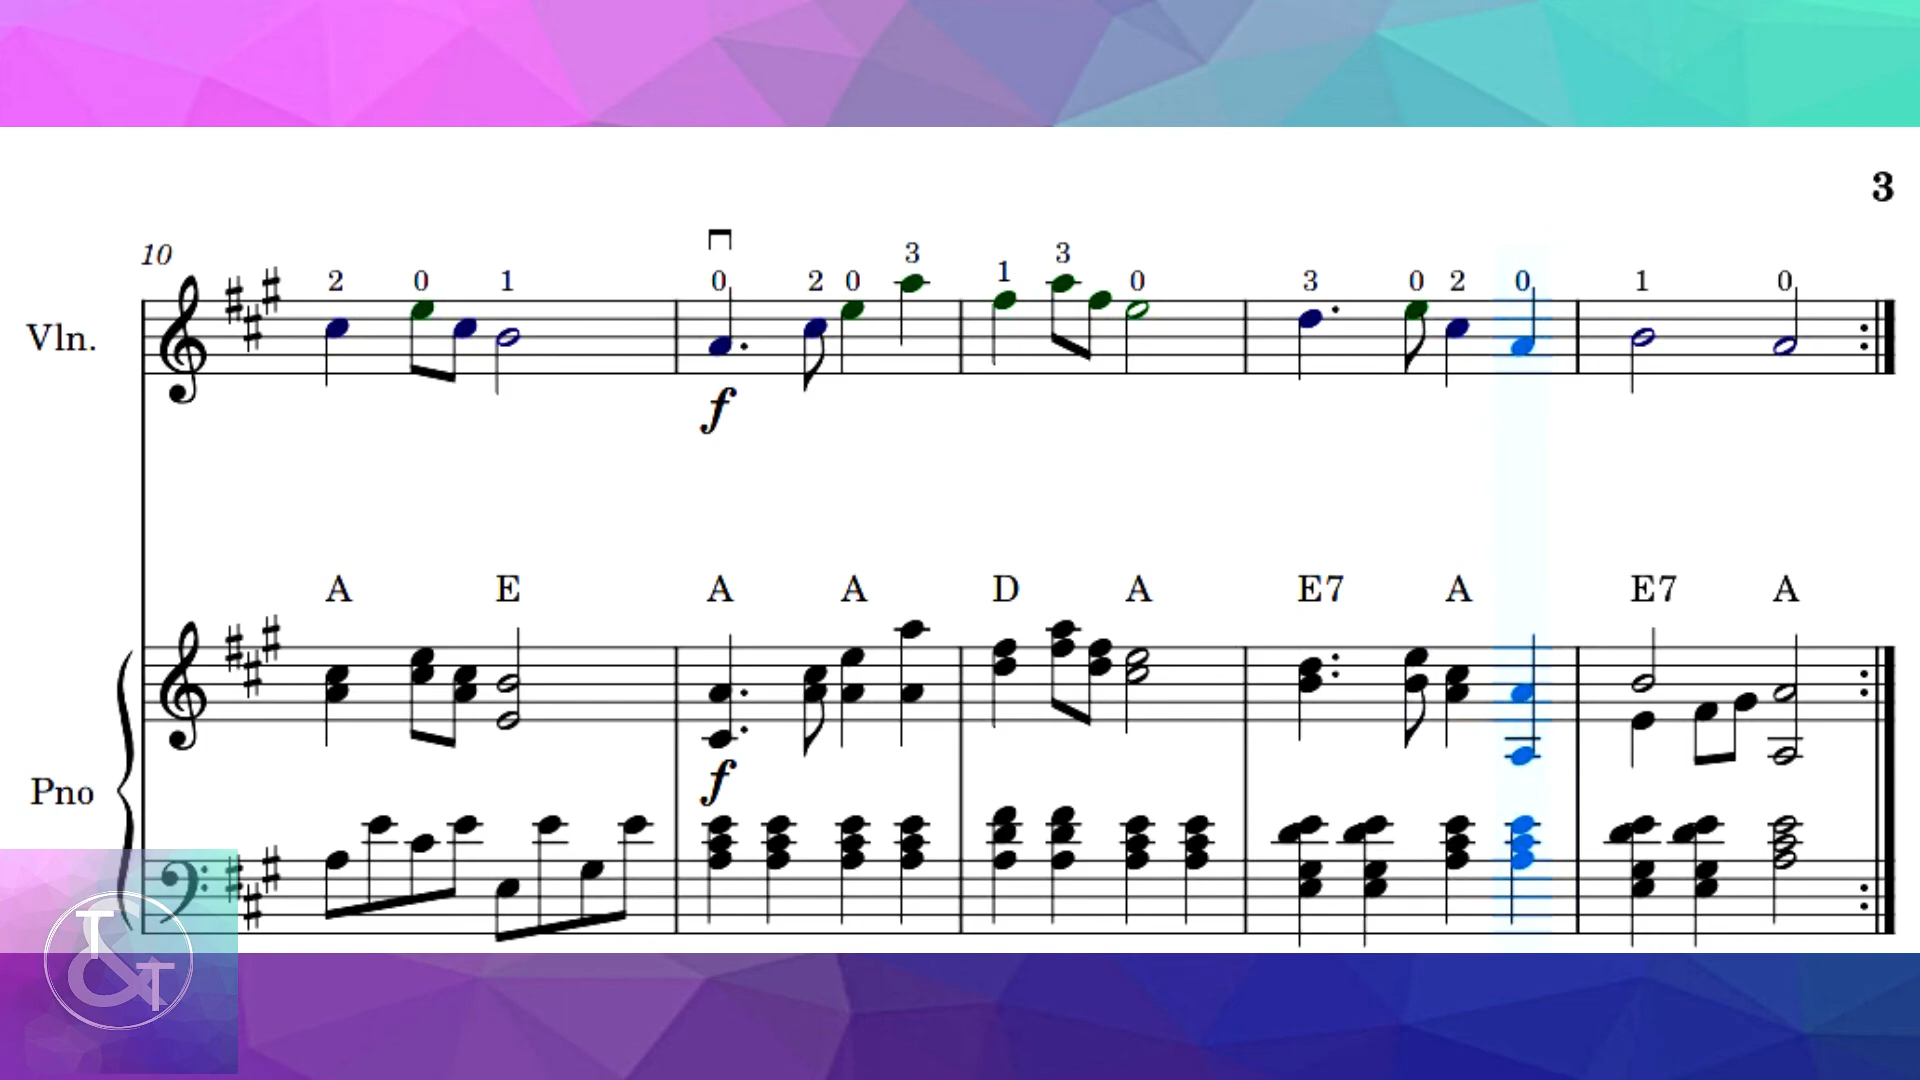 3
10
2 0 1 0 2 0 3 1 3 0 3 0 2 0 1 0
Vln.
f
A E A A D A E7 A E7 A
Pno
f
T&T